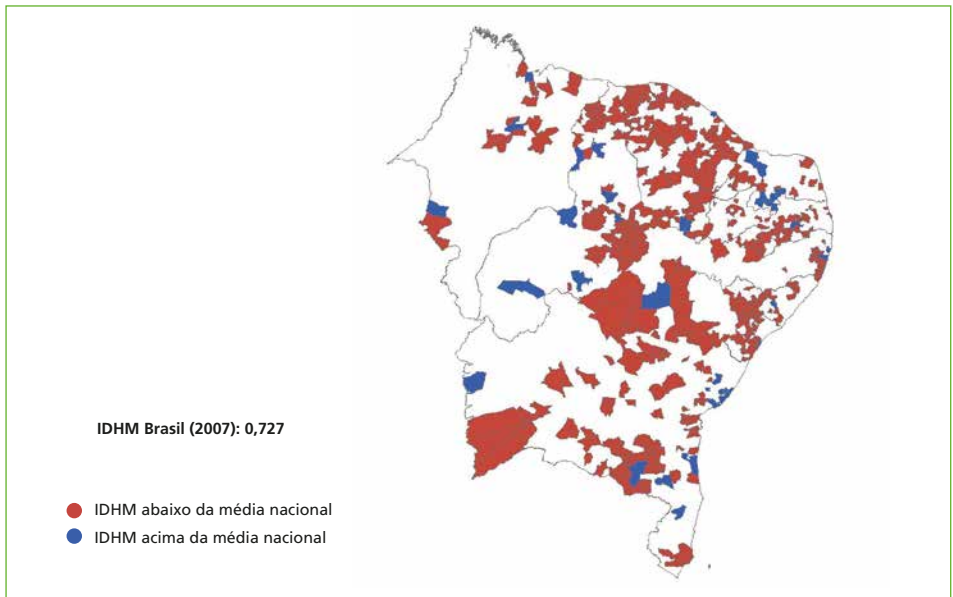 IDHM Brasil (2007): 0,727
IDHM abaixo da média nacional
IDHM acima da média nacional